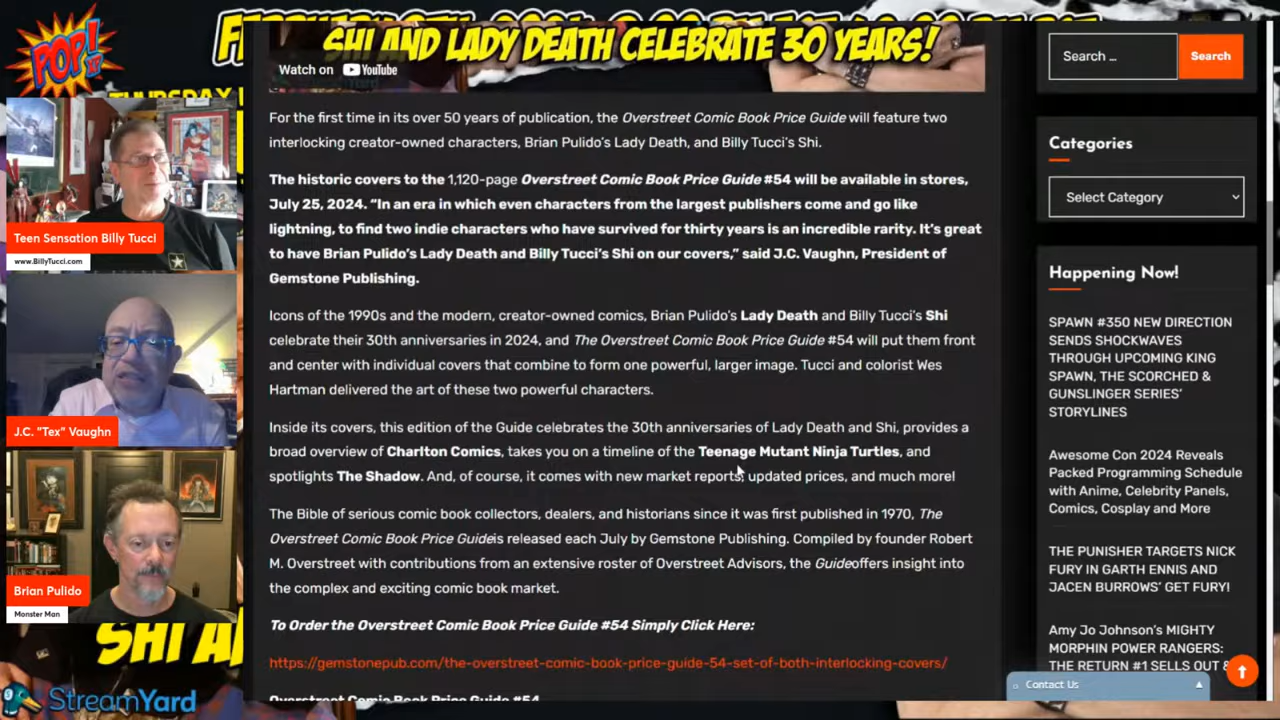 SHI AND LADY DEATH CELEBRATE 30 YEARS!
POP!
Watch on YouTube
For the first time in its over 50 years of publication, the Overstreet Comic Book Price Guide will feature two
interlocking creator-owned characters, Brian Pulido's Lady Death, and Billy Tucci's Shi.
The historic covers to the 1,120-page Overstreet Comic Book Price Guide #54 will be available in stores,
July 25, 2024. “In an era in which even characters from the largest publishers come and go like
lightning, to find two indie characters who have survived for thirty years is an incredible rarity. It's great
to have Brian Pulido's Lady Death and Billy Tucci's Shi on our covers,” said J.C. Vaughn, President of
Gemstone Publishing.
Icons of the 1990s and the modern, creator-owned comics, Brian Pulido's Lady Death and Billy Tucci's Shi
celebrate their 30th anniversaries in 2024, and The Overstreet Comic Book Price Guide #54 will put them front
and center with individual covers that combine to form one powerful, larger image. Tucci and colorist Wes
Hartman delivered the art of these two powerful characters.
Inside its covers, this edition of the Guide celebrates the 30th anniversaries of Lady Death and Shi, provides a
broad overview of Charlton Comics, takes you on a timeline of the Teenage Mutant Ninja Turtles, and
spotlights The Shadow. And, of course, it comes with new market reports, updated prices, and much more!
The Bible of serious comic book collectors, dealers, and historians since it was first published in 1970, The
Overstreet Comic Book Price Guideis released each July by Gemstone Publishing. Compiled by founder Robert
M. Overstreet with contributions from an extensive roster of Overstreet Advisors, the Guideoffers insight into
the complex and exciting comic book market.
To Order the Overstreet Comic Book Price Guide #54 Simply Click Here:
https://gemstonepub.com/the-overstreet-comic-book-price-guide-54-set-of-both-interlocking-covers/
Overstreet Comic Book Price Guide #54
Search ...
Search
Categories
Select Category
Happening Now!
SPAWN #350 NEW DIRECTION
SENDS SHOCKWAVES
THROUGH UPCOMING KING
SPAWN, THE SCORCHED &
GUNSLINGER SERIES'
STORYLINES
Awesome Con 2024 Reveals
Packed Programming Schedule
with Anime, Celebrity Panels,
Comics, Cosplay and More
THE PUNISHER TARGETS NICK
FURY IN GARTH ENNIS AND
JACEN BURROWS' GET FURY!
Amy Jo Johnson's MIGHTY
MORPHIN POWER RANGERS:
THE RETURN #1 SELLS OUT &
Contact Us
Teen Sensation Billy Tucci
www.BillyTucci.com
J.C. "Tex" Vaughn
Brian Pulido
Monster Man
SHI A
StreamYard